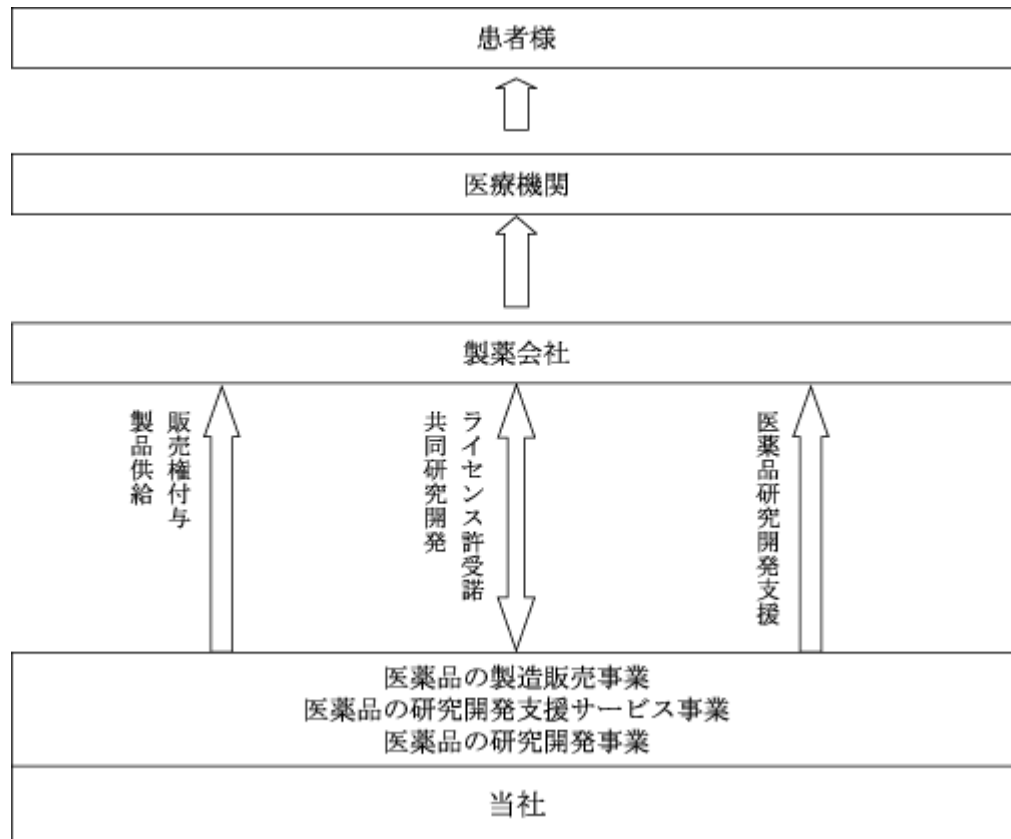 患者様
医療機関
製薬会社
販売権付与
製品供給
ライセンス許受諾
共同研究開発
医薬品研究開発支援
医薬品の製造販売事業
医薬品の研究開発支援サービス事業
医薬品の研究開発事業
当社